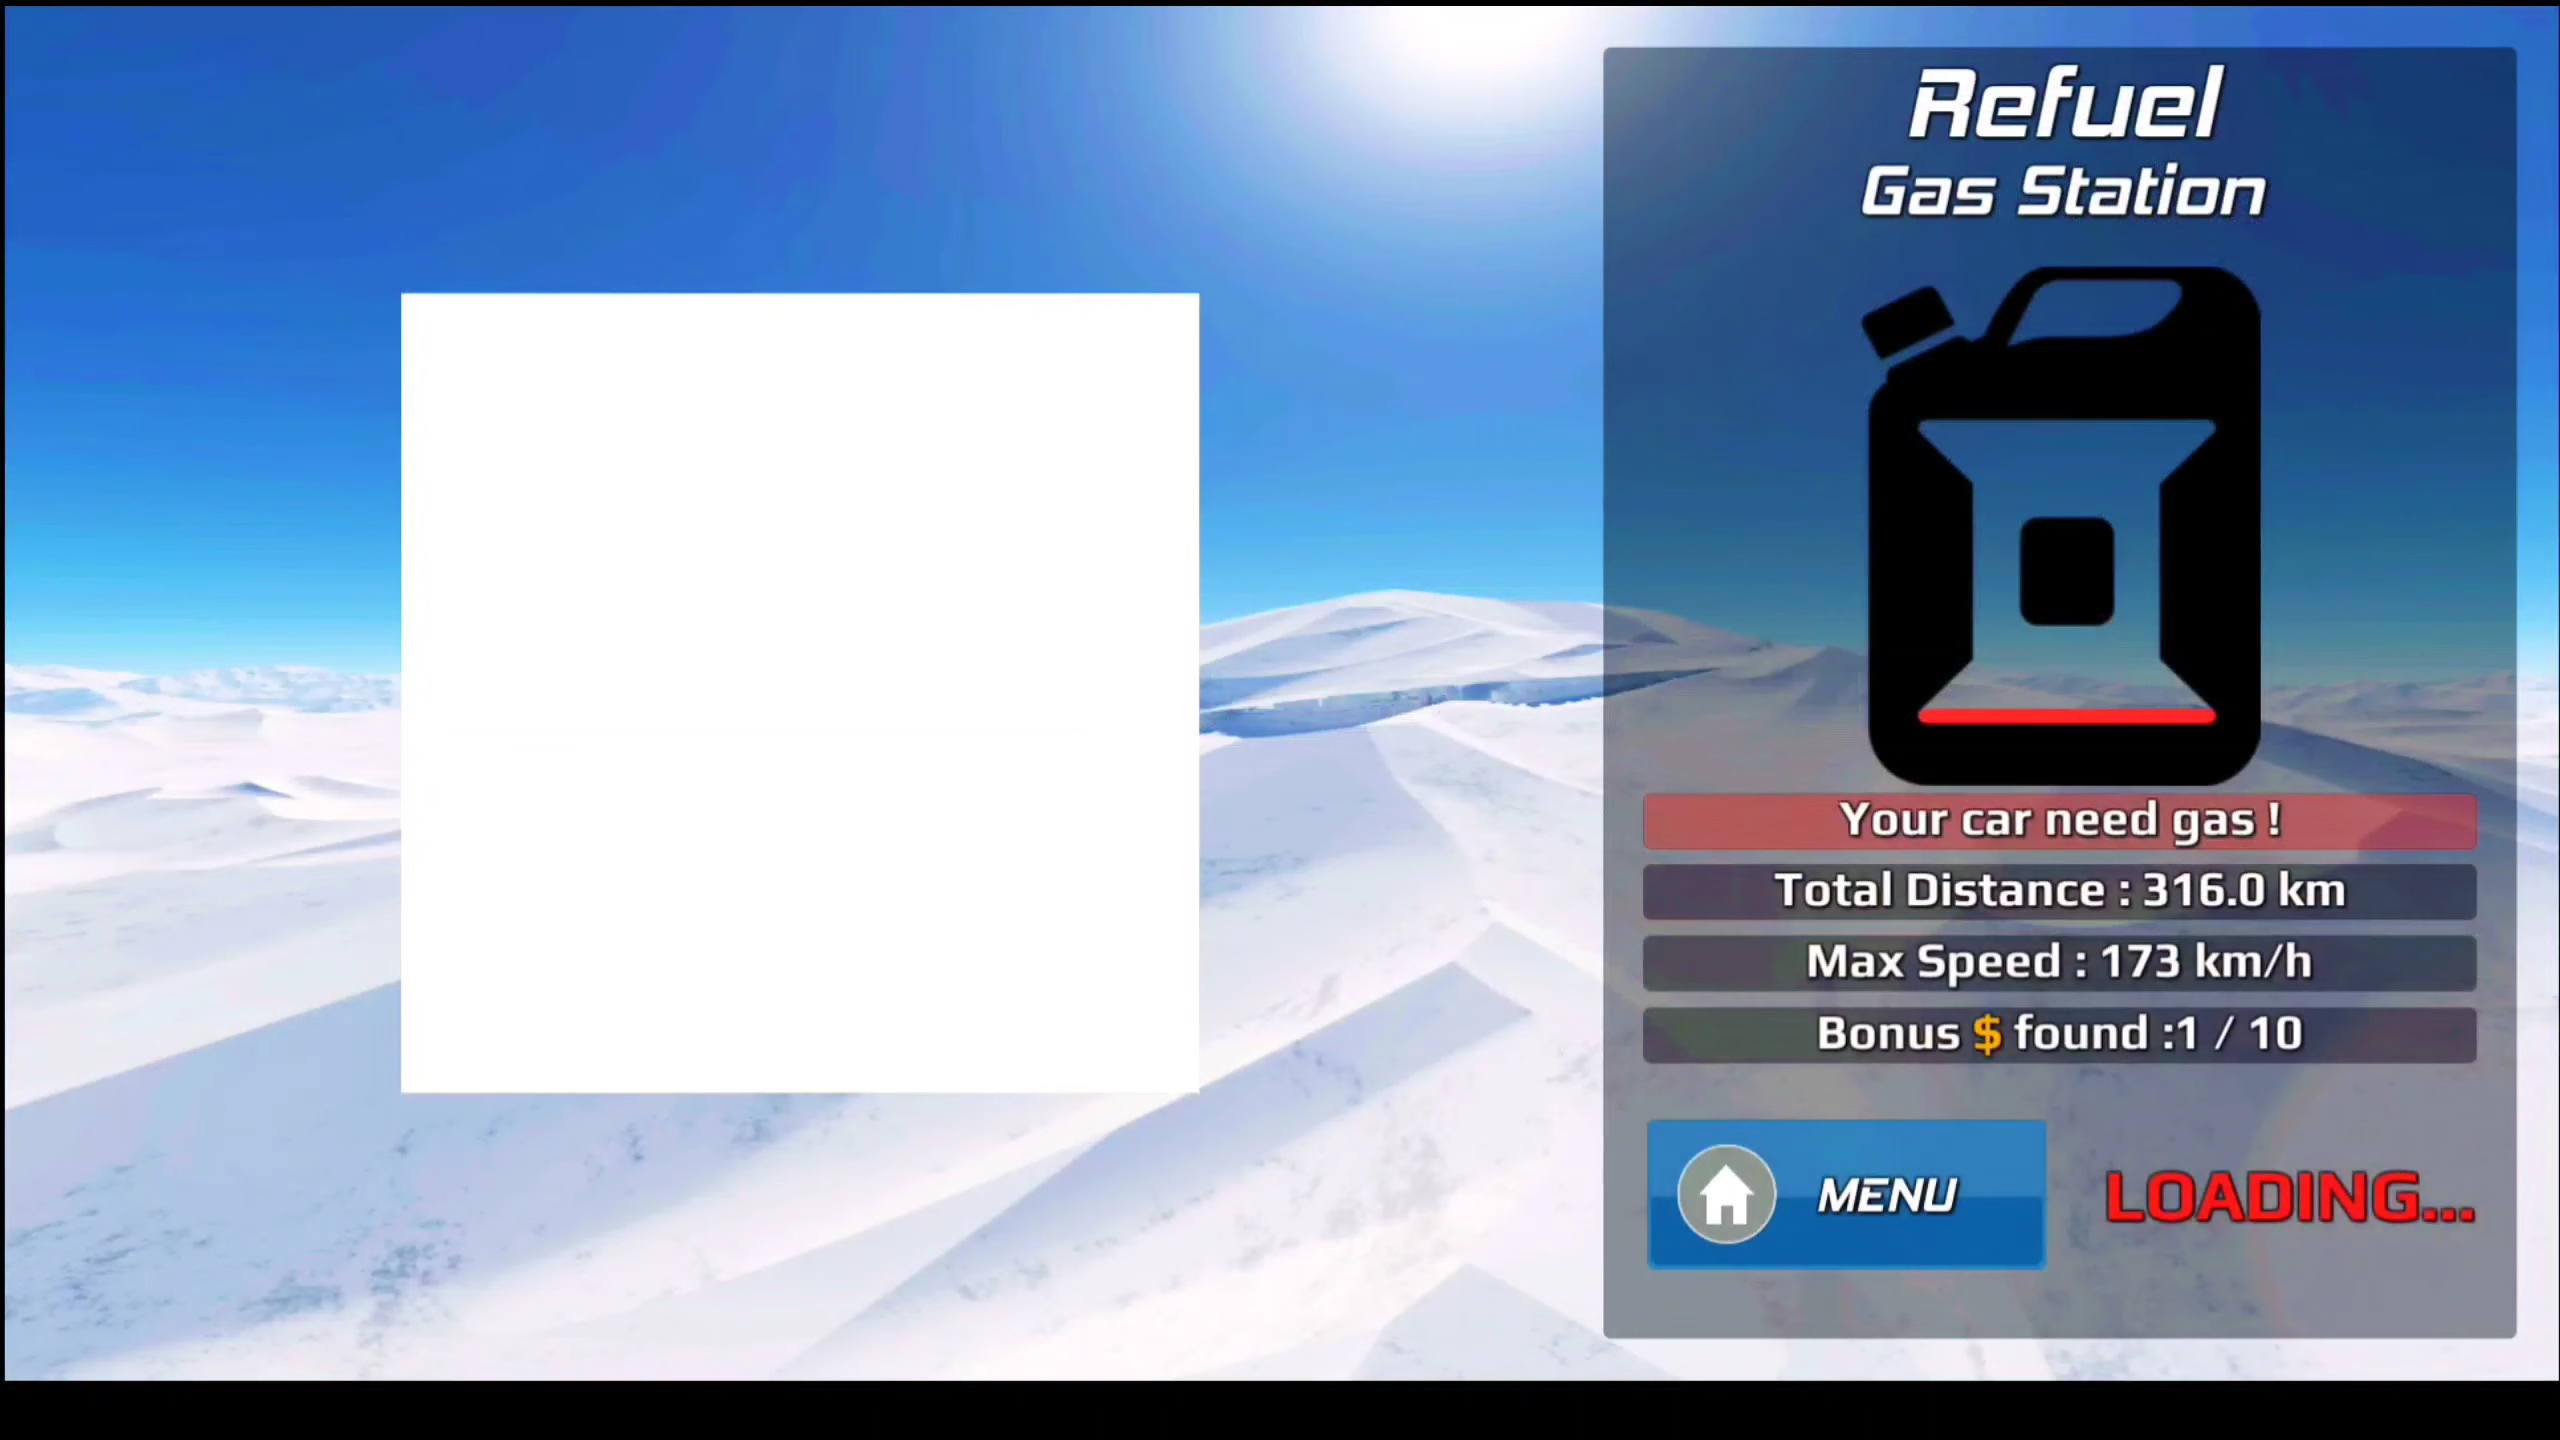 Refuel
Gas Station
Your car need gas !
Total Distance : 316.0 km
Max Speed : 173 km/h
Bonus $ found :1 / 10
MENU
LOADING...